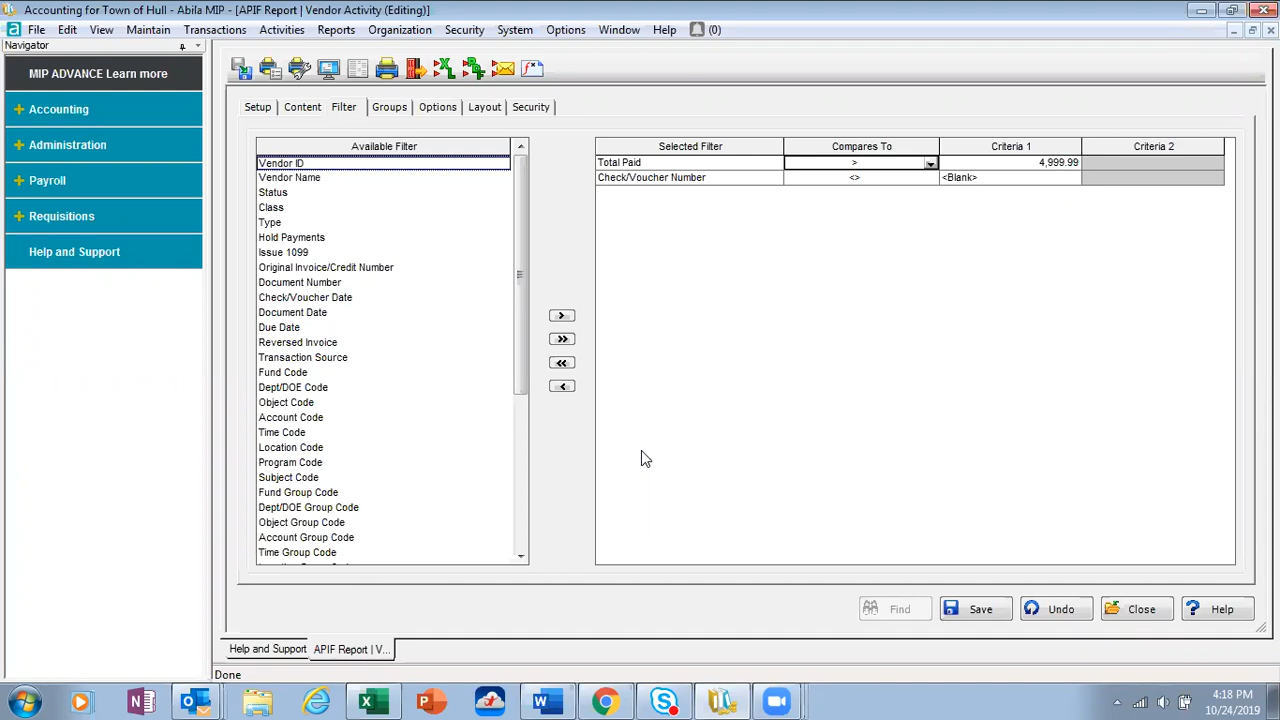 Accounting for Town of Hull - Abila MIP - [APIF Report | Vendor Activity (Editing)]
File Edit View Maintain Transactions Activities Reports Organization Security System Options Window Help (0)
Navigator
MIP ADVANCE Learn more
Accounting
Administration
Payroll
Requisitions
Help and Support
Setup Content Filter Groups Options Layout Security
Available Filter
Vendor ID
Vendor Name
Status
Class
Type
Hold Payments
Issue 1099
Original Invoice/Credit Number
Document Number
Check/Voucher Date
Document Date
Due Date
Reversed Invoice
Transaction Source
Fund Code
Dept/DOE Code
Object Code
Account Code
Time Code
Location Code
Program Code
Subject Code
Fund Group Code
Dept/DOE Group Code
Object Group Code
Account Group Code
Time Group Code
>
>>
<<
<
Selected Filter Compares To Criteria 1 Criteria 2
Total Paid > 4,999.99
Check/Voucher Number <> <Blank>
Find Save Undo Close Help
Help and Support APIF Report | V...
Done
4:18 PM
10/24/2019